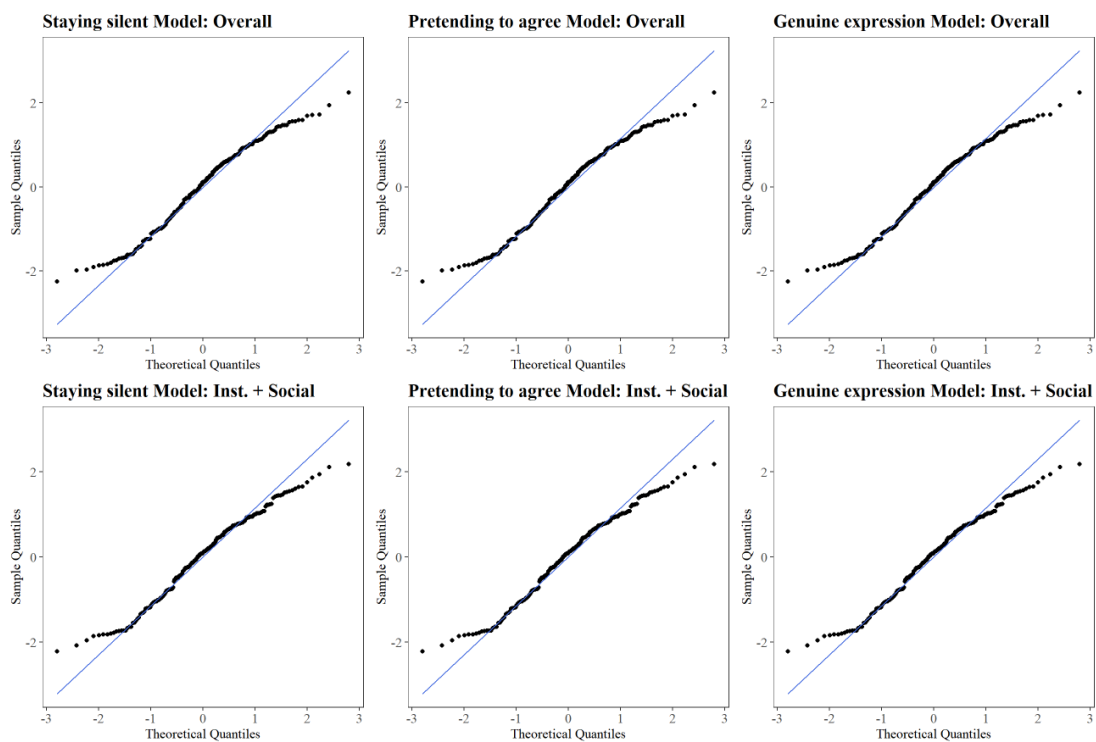 Staying silent Model: Overall
Pretending to agree Model: Overall
Genuine expression Model: Overall
Sample Quantiles
2
0
-2
-3 -2 -1 0 1 2 3
Theoretical Quantiles
Sample Quantiles
2
0
-2
-3 -2 -1 0 1 2 3
Theoretical Quantiles
Sample Quantiles
2
0
-2
-3 -2 -1 0 1 2 3
Theoretical Quantiles
Staying silent Model: Inst. + Social
Pretending to agree Model: Inst. + Social
Genuine expression Model: Inst. + Social
Sample Quantiles
2
0
-2
-3 -2 -1 0 1 2 3
Theoretical Quantiles
Sample Quantiles
2
0
-2
-3 -2 -1 0 1 2 3
Theoretical Quantiles
Sample Quantiles
2
0
-2
-3 -2 -1 0 1 2 3
Theoretical Quantiles